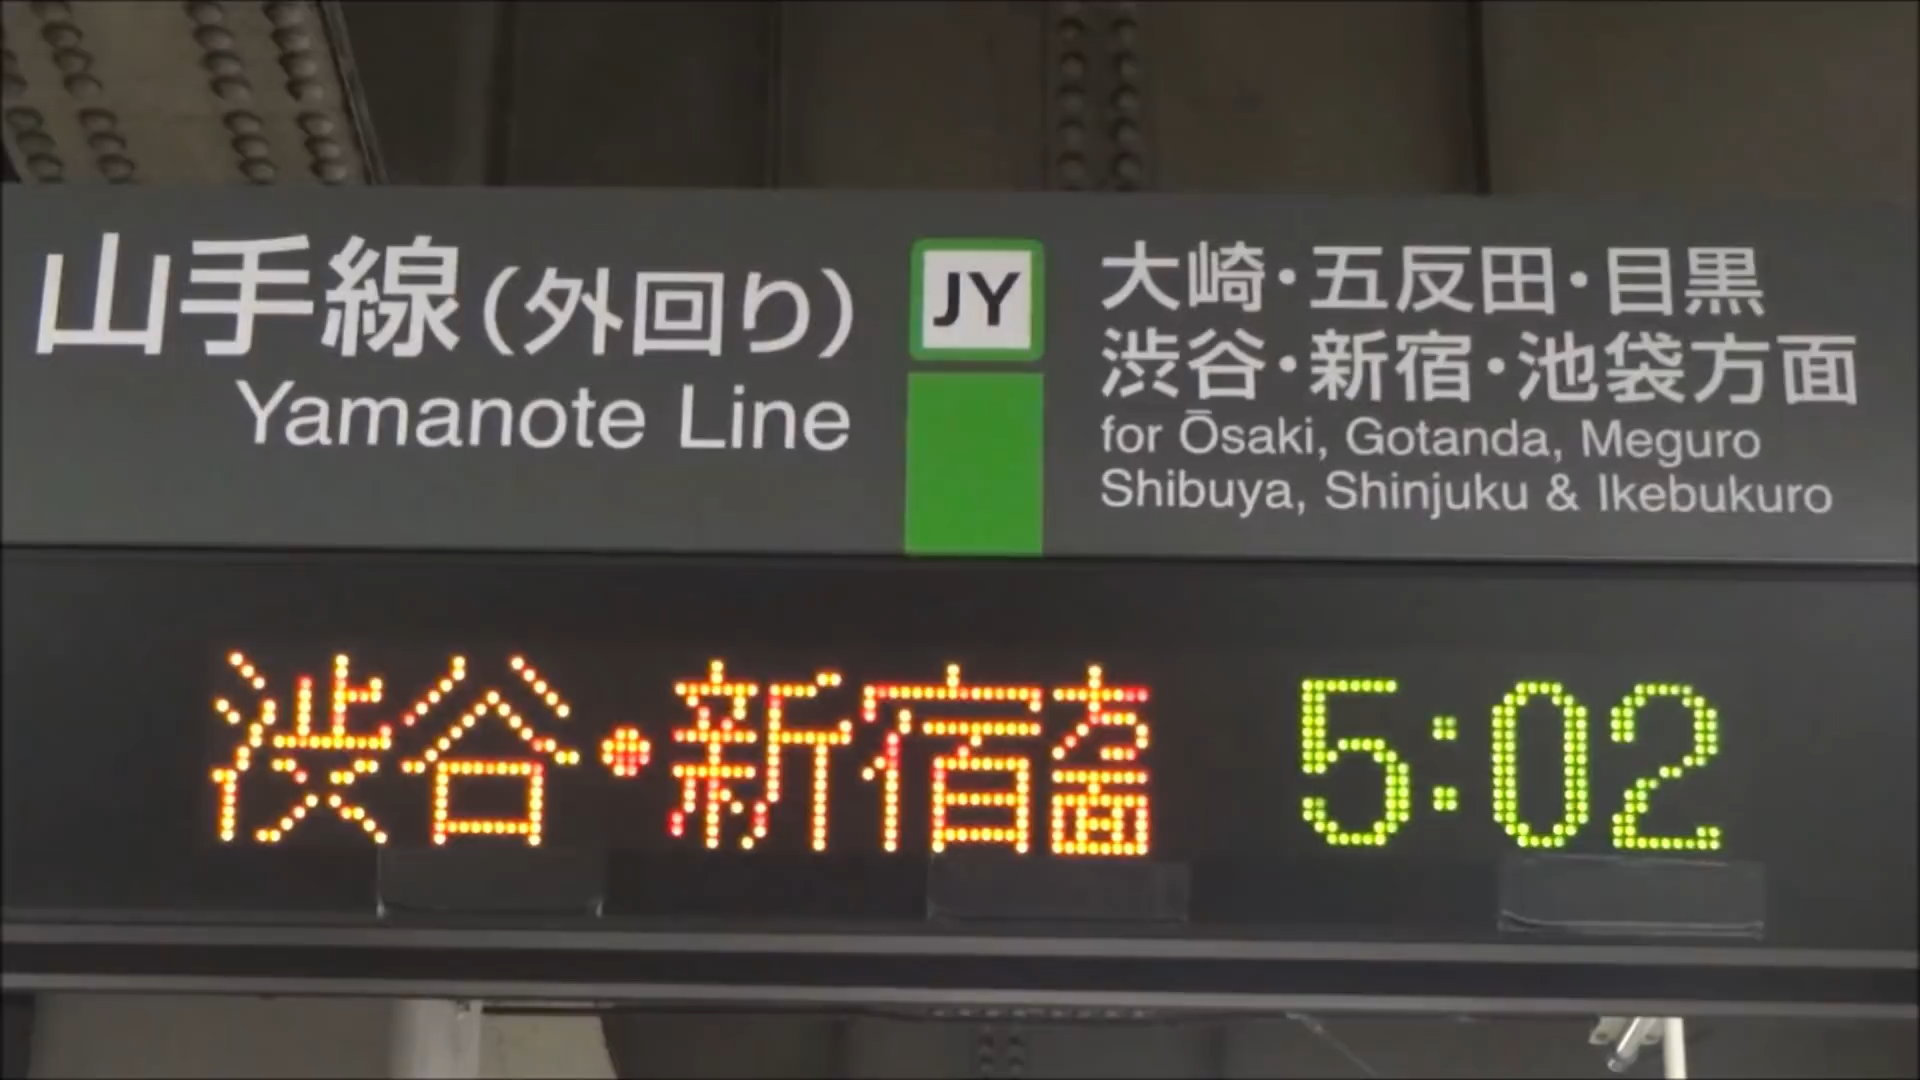 山手線(外回り)
Yamanote Line
JY
大崎・五反田・目黒
渋谷・新宿・池袋方面
for Ōsaki, Gotanda, Meguro
Shibuya, Shinjuku & Ikebukuro
渋谷・新宿方面 5:02